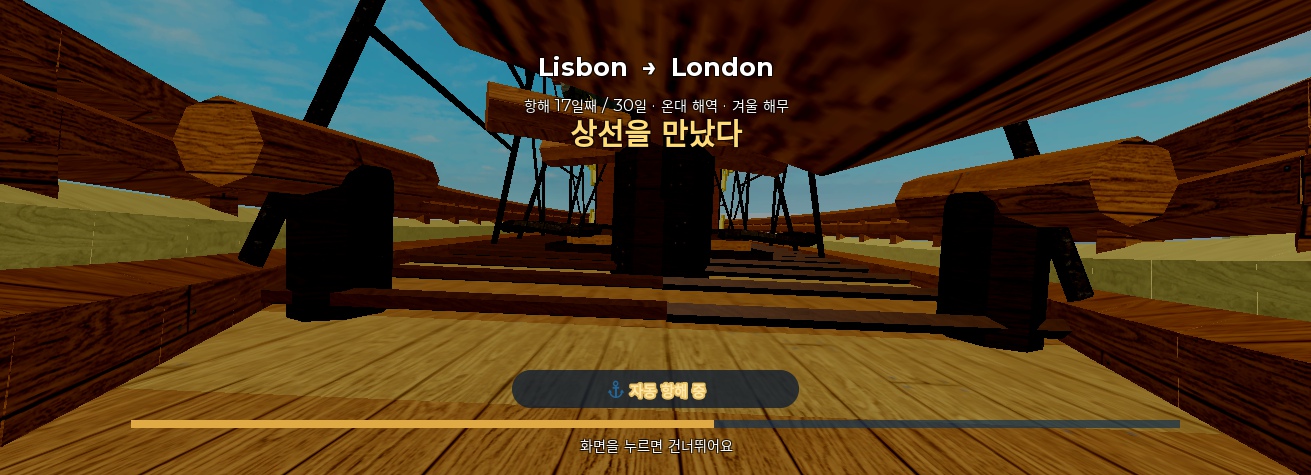 Lisbon → London
항해 17일째 / 30일 · 온대 해역 · 겨울 해무
상선을 만났다
⚓ 자동 항해 중
화면을 누르면 건너뛰어요